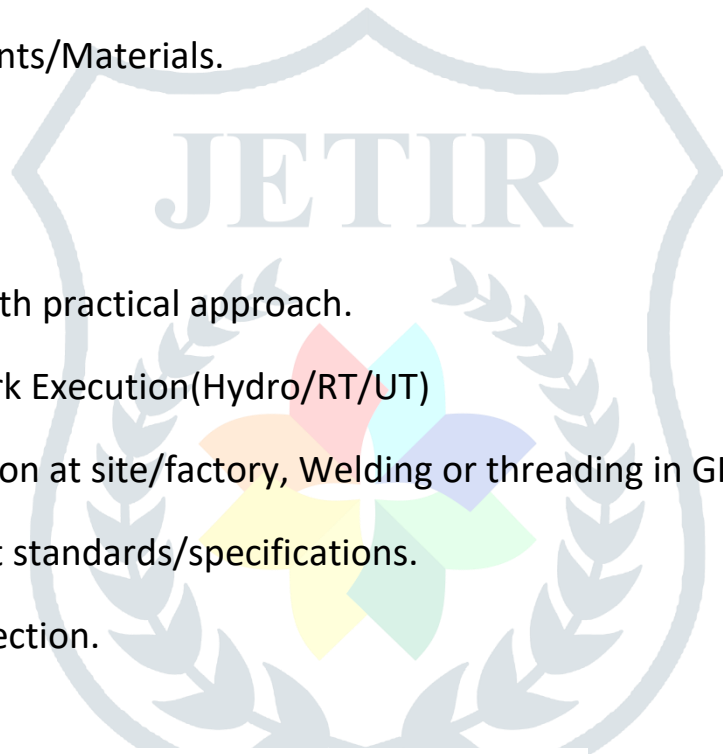 nts/Materials.
JETIR
th practical approach.
rk Execution(Hydro/RT/UT)
on at site/factory, Welding or threading in GI
t standards/specifications.
ection.